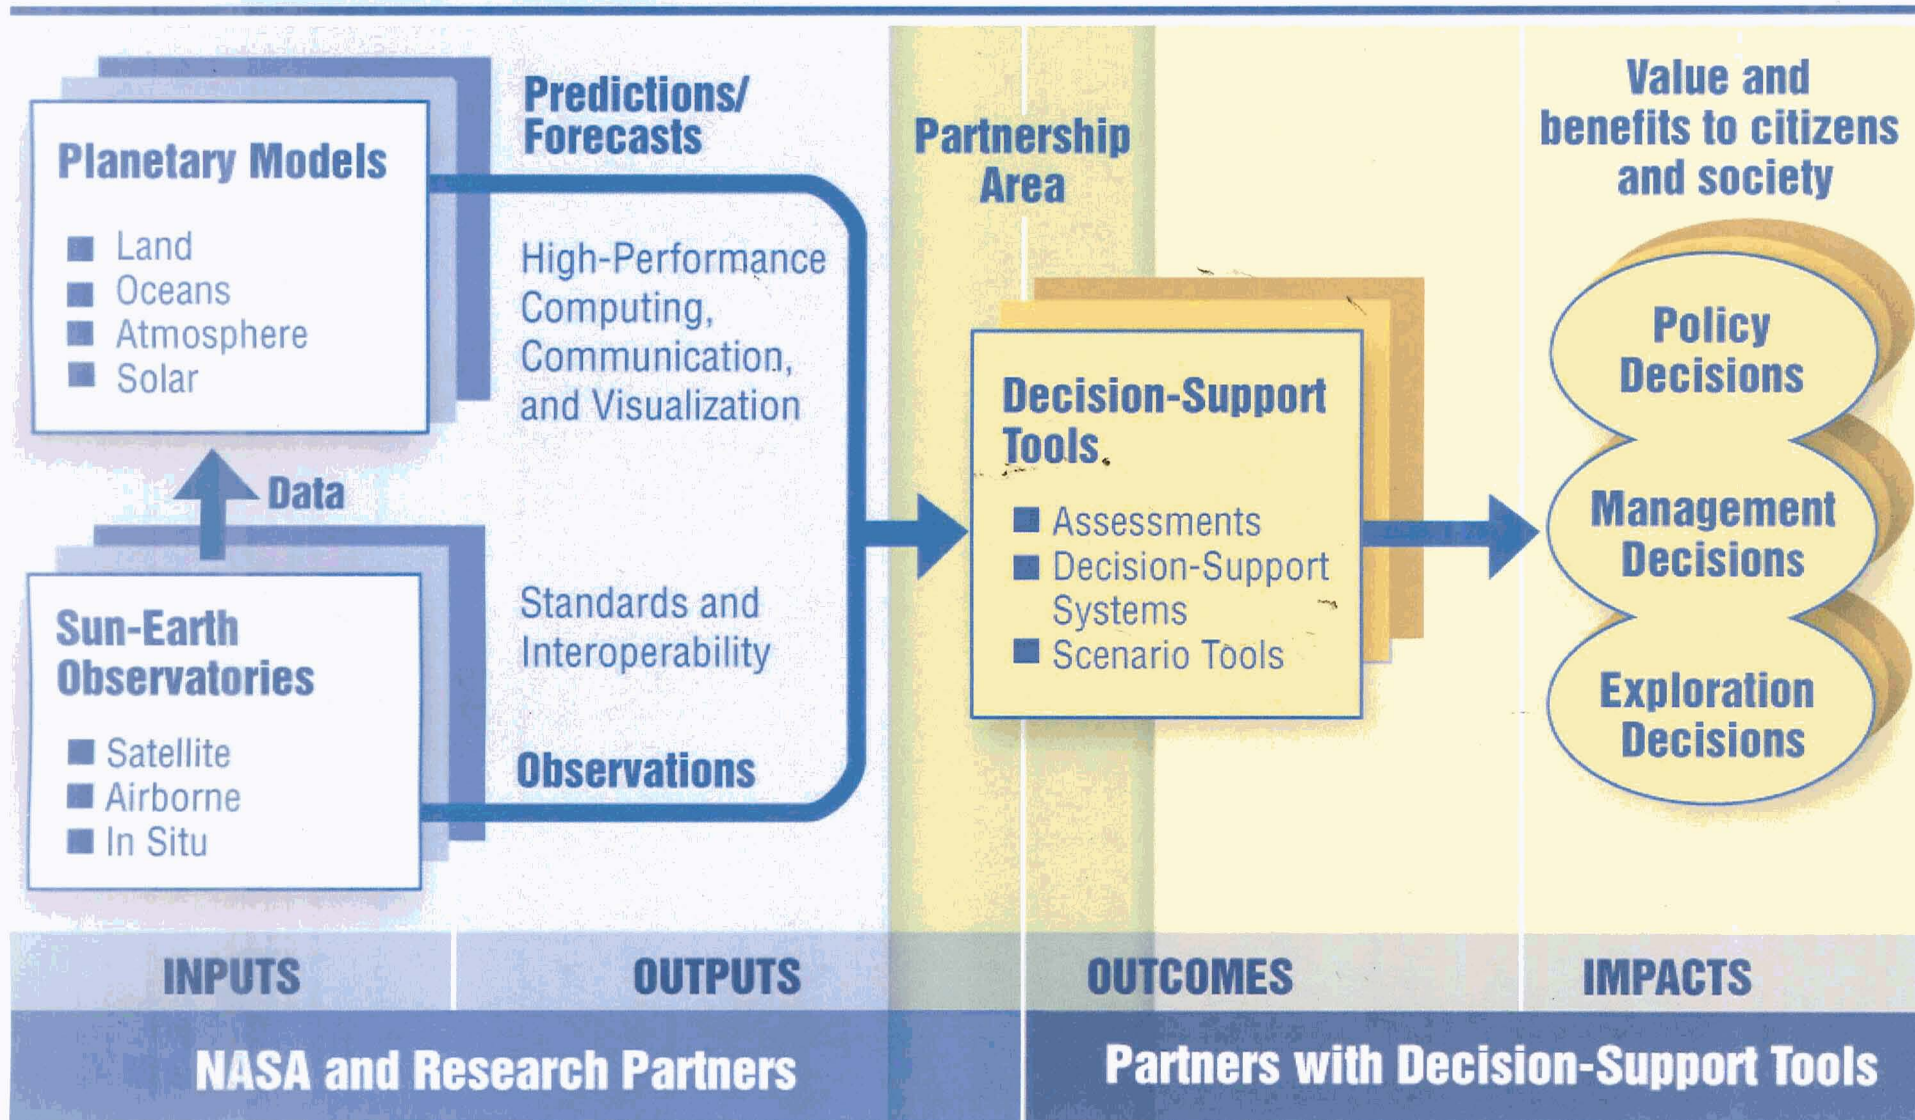 Planetary Models
Land
Oceans
Atmosphere
Solar
Data
Sun-Earth
Observatories
Satellite
Airborne
In Situ
Predictions/
Forecasts
High-Performance
Computing,
Communication,
and Visualization
Standards and
Interoperability
Observations
Partnership
Area
Decision-Support
Tools
Assessments
Decision-Support
Systems
Scenario Tools
Value and
benefits to citizens
and society
Policy
Decisions
Management
Decisions
Exploration
Decisions
INPUTS
OUTPUTS
OUTCOMES
IMPACTS
NASA and Research Partners
Partners with Decision-Support Tools